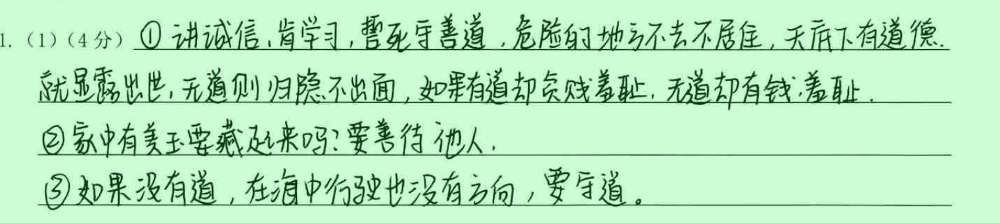 1.（1）（4分）①讲诚信,肯学习,誓死守善道,危险的地方不去不居住,天底下有道德.
就显露出世,无道则归隐不出面,如果有道却贫贱羞耻.无道却有钱,羞耻.
②家中有美玉要藏起来吗?要善待他人.
③如果没有道,在海中行驶也没有方向,要守道。